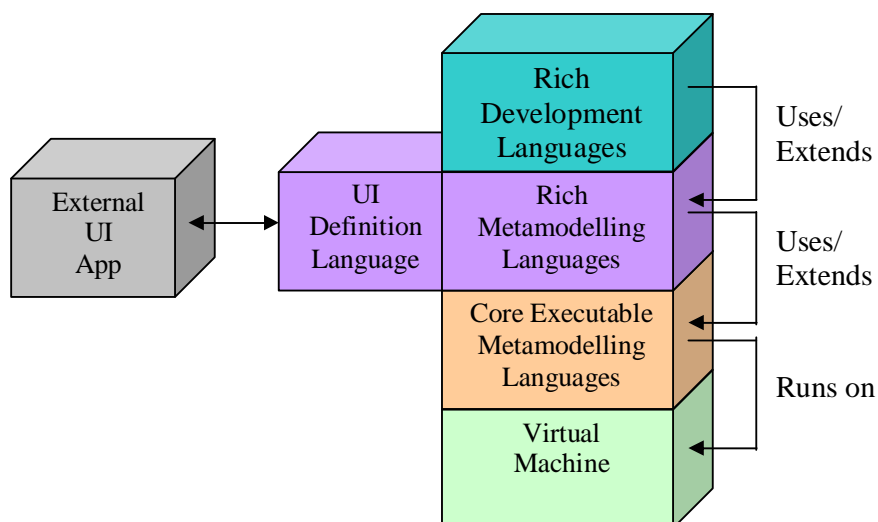 Rich
Development
Languages
Uses/
Extends
External
UI
App
UI
Definition
Language
Rich
Metamodelling
Languages
Uses/
Extends
Core Executable
Metamodelling
Languages
Runs on
Virtual
Machine